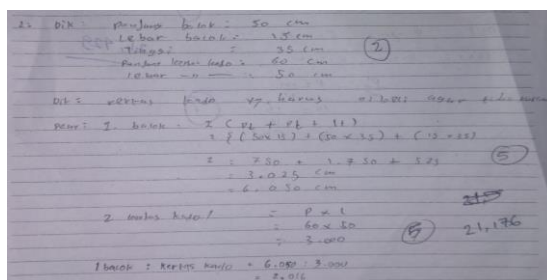 2. Dik : Panjang balok : 50 cm
Lebar balok : 15 cm
Tinggi : 35 cm
Panjang kertas kado : 60 cm
lebar —"— : 50 cm
2
Dit : kertas kado yg harus
1. balok = 2 (pl + pt + lt)
= 2 (50 x 15) + (50 x 35) + (15 x 35)
2 = 750 + 1.750 + 525
= 3.025 cm
= 6.050 cm
5
2 kado = p x l
= 60 x 50
= 3.000
5
21,176
1 balok : kertas kado = 6.050 : 3.000
= 2.016